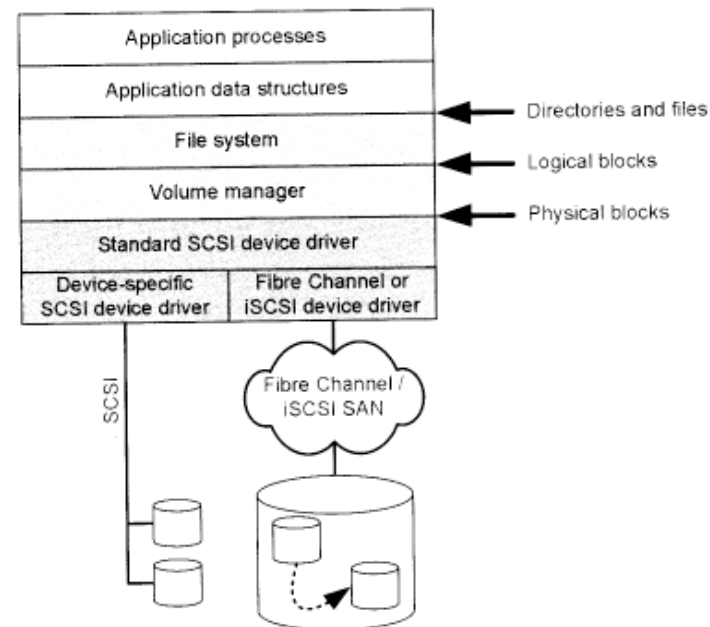 Application processes
Application data structures
Directories and files
File system
Logical blocks
Volume manager
Physical blocks
Standard SCSI device driver
Device-specific
SCSI device driver
Fibre Channel or
iSCSI device driver
SCSI
Fibre Channel /
iSCSI SAN